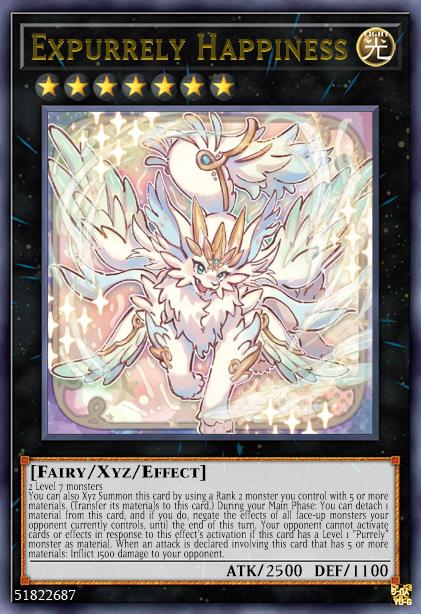 EXPURRELY HAPPINESS
LIGHT
光
[FAIRY/XYZ/EFFECT]
2 Level 7 monsters
You can also Xyz Summon this card by using a Rank 2 monster you control with 5 or more
materials. (Transfer its materials to this card.) During your Main Phase: You can detach 1
material from this card, and if you do, negate the effects of all face-up monsters your
opponent currently controls, until the end of this turn. Your opponent cannot activate
cards or effects in response to this effect's activation if this card has a Level 1 "Purrely"
monster as material. When an attack is declared involving this card that has 5 or more
materials: Inflict 1500 damage to your opponent.
ATK/2500 DEF/1100
51822687